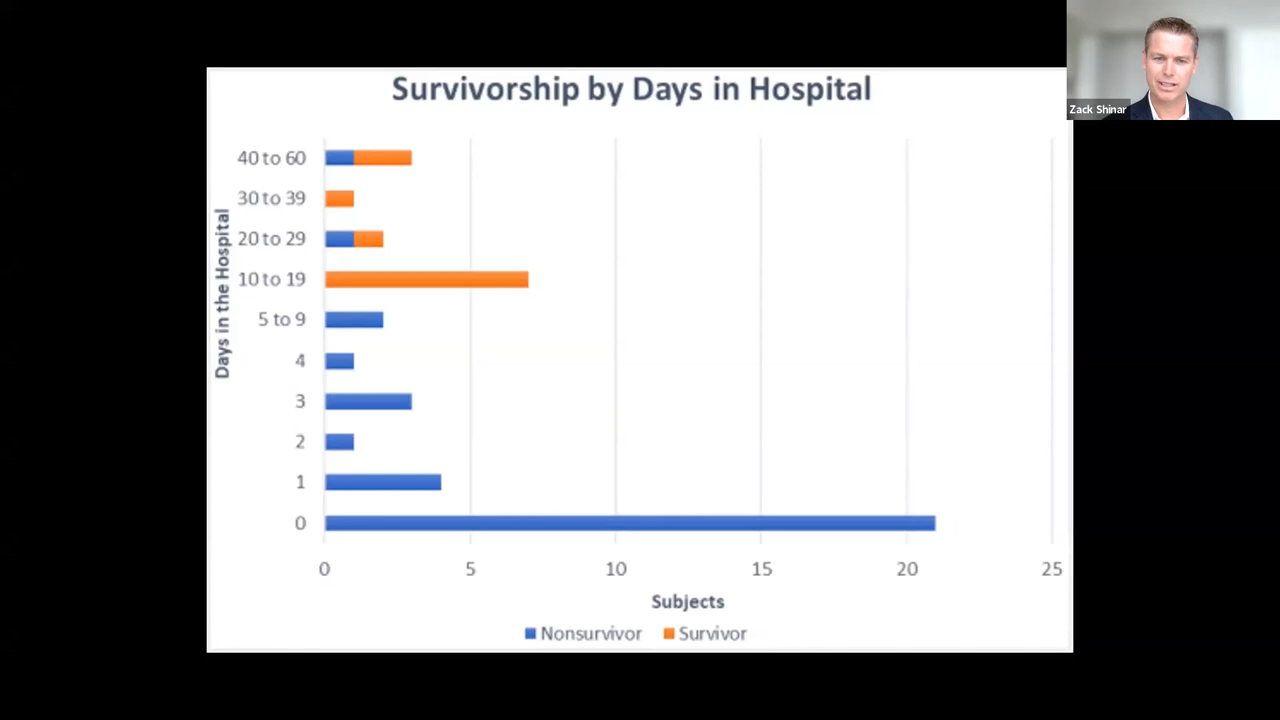 Survivorship by Days in Hospital
Zack Shinar
Days in the Hospital
40 to 60
30 to 39
20 to 29
10 to 19
5 to 9
4
3
2
1
0
0 5 10 15 20 25
Subjects
Nonsurvivor Survivor